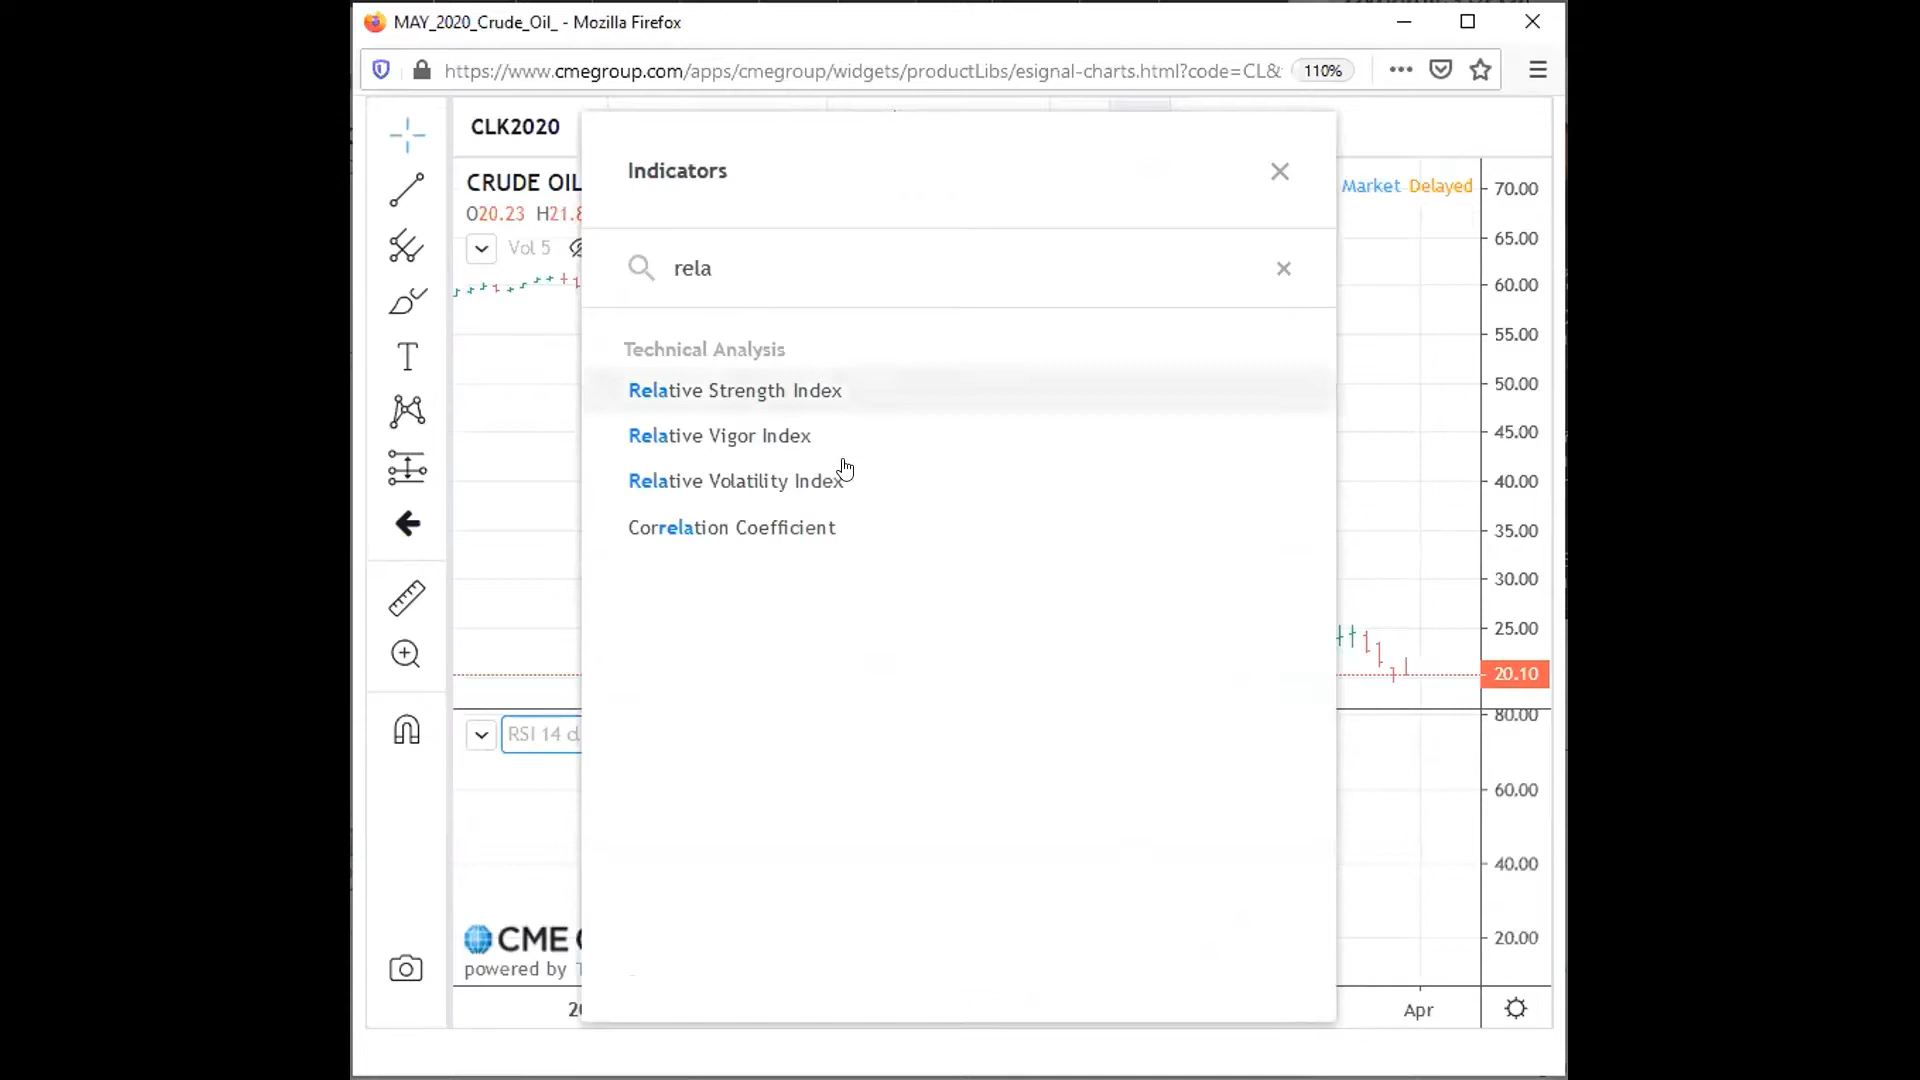 MAY_2020_Crude_Oil_ - Mozilla Firefox
https://www.cmegroup.com/apps/cmegroup/widgets/productLibs/esignal-charts.html?code=CL&
110%
CLK2020
Indicators
CRUDE OIL
Market Delayed
O20.23 H21.8
Vol 5
rela
Technical Analysis
Relative Strength Index
Relative Vigor Index
Relative Volatility Index
Correlation Coefficient
T
70.00
65.00
60.00
55.00
50.00
45.00
40.00
35.00
30.00
25.00
20.10
80.00
RSI 14
60.00
40.00
20.00
CME
powered by
20
Apr